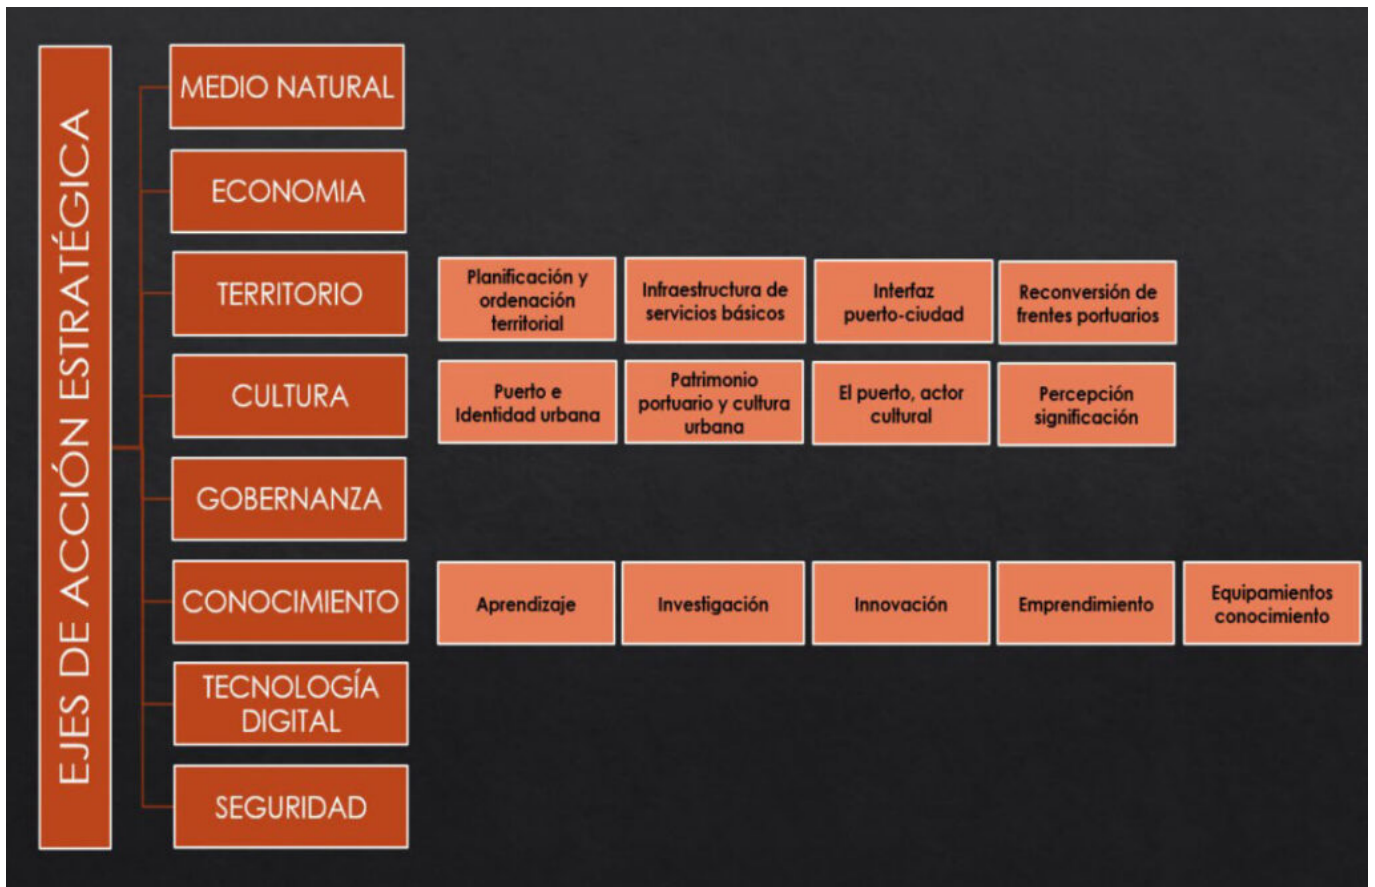 EJES DE ACCIÓN ESTRATÉGICA
MEDIO NATURAL
ECONOMIA
TERRITORIO
Planificación y
ordenación
territorial
Infraestructura de
servicios básicos
Interfaz
puerto-ciudad
Reconversión de
frentes portuarios
CULTURA
Puerto e
Identidad urbana
Patrimonio
portuario y cultura
urbana
El puerto, actor
cultural
Percepción
significación
GOBERNANZA
CONOCIMIENTO
Aprendizaje
Investigación
Innovación
Emprendimiento
Equipamientos
conocimiento
TECNOLOGÍA
DIGITAL
SEGURIDAD